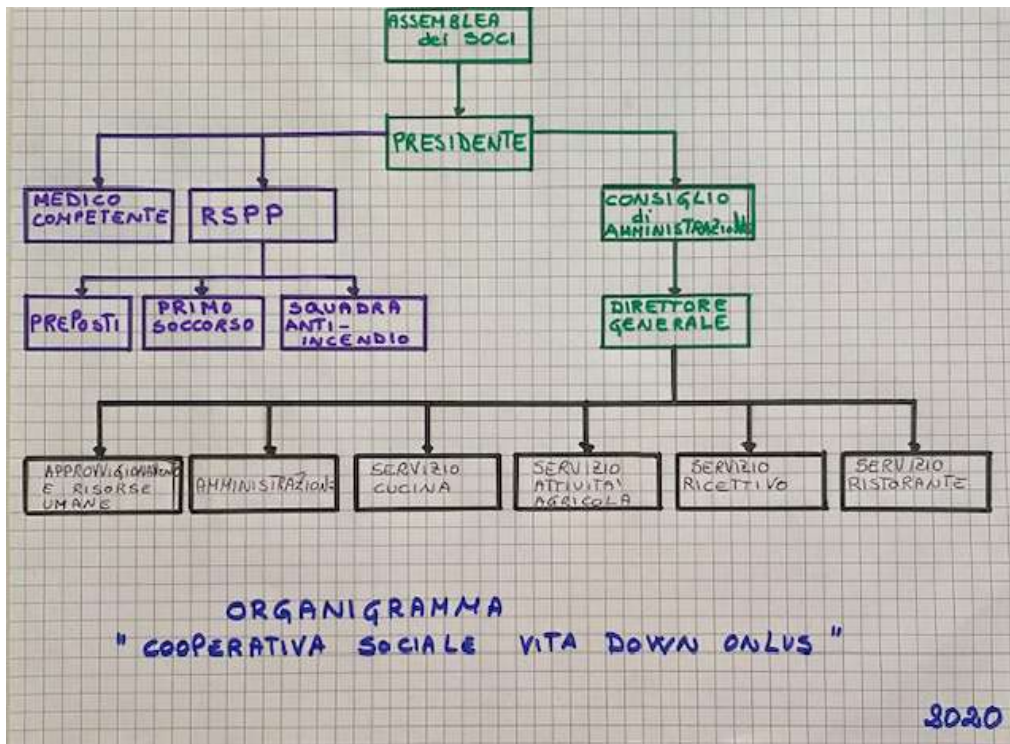 ASSEMBLEA
dei SOCI
PRESIDENTE
MEDICO
COMPETENTE
RSPP
CONSIGLIO
di
AMMINISTRAZIONE
PREPOSTI
PRIMO
SOCCORSO
SQUADRA
ANTI-
INCENDIO
DIRETTORE
GENERALE
APPROVVIGIONAMENTO
E RISORSE
UMANE
AMMINISTRAZIONE
SERVIZIO
CUCINA
SERVIZIO
ATTIVITA'
AGRICOLA
SERVIZIO
RICETTIVO
SERVIZIO
RISTORANTE
ORGANIGRAMMA
" COOPERATIVA SOCIALE VITA DOWN ONLUS "
2020